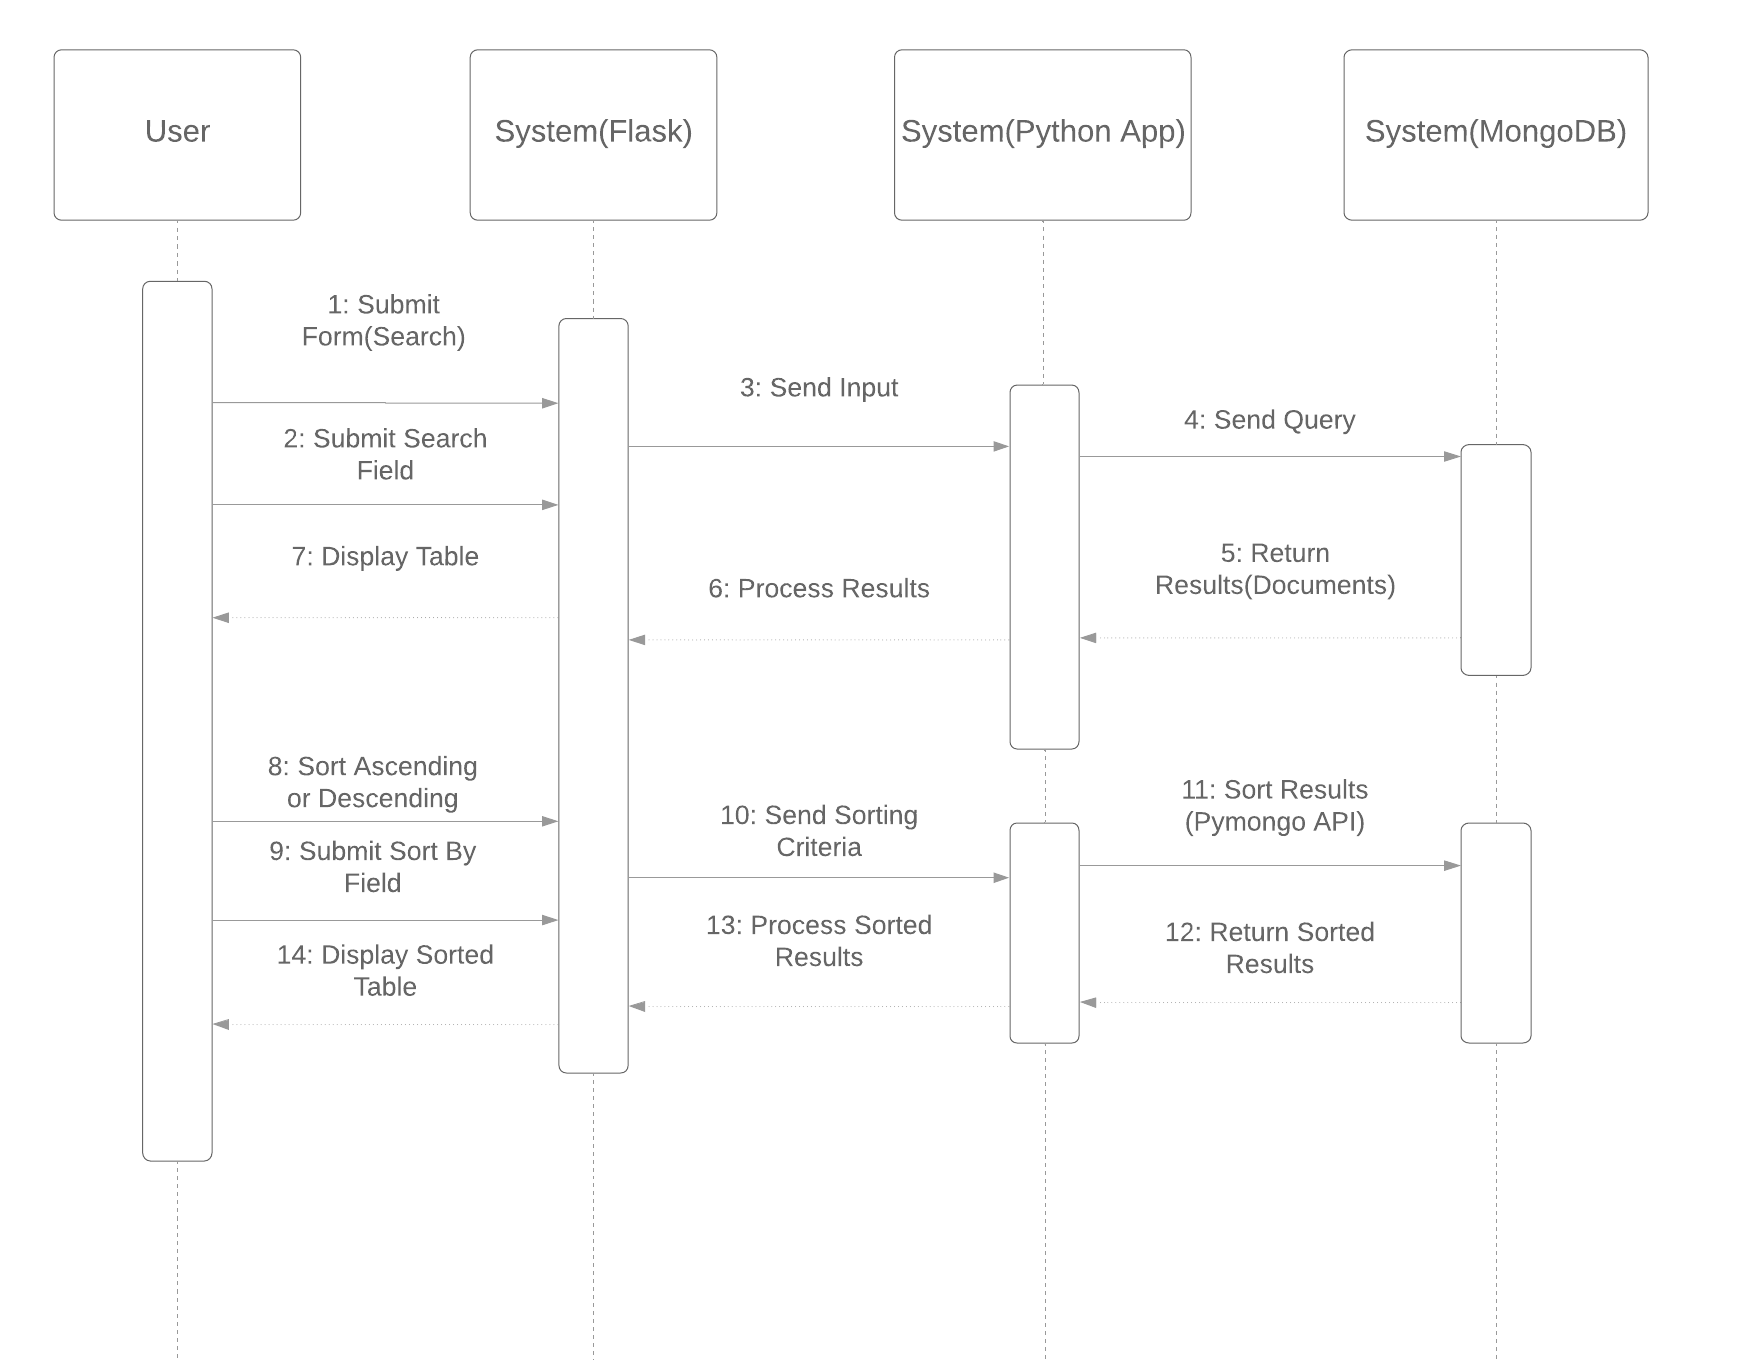 User
System(Flask)
System(Python App)
System(MongoDB)
1: Submit
Form(Search)
3: Send Input
4: Send Query
2: Submit Search
Field
7: Display Table
6: Process Results
5: Return
Results(Documents)
8: Sort Ascending
or Descending
10: Send Sorting
Criteria
11: Sort Results
(Pymongo API)
9: Submit Sort By
Field
14: Display Sorted
Table
13: Process Sorted
Results
12: Return Sorted
Results